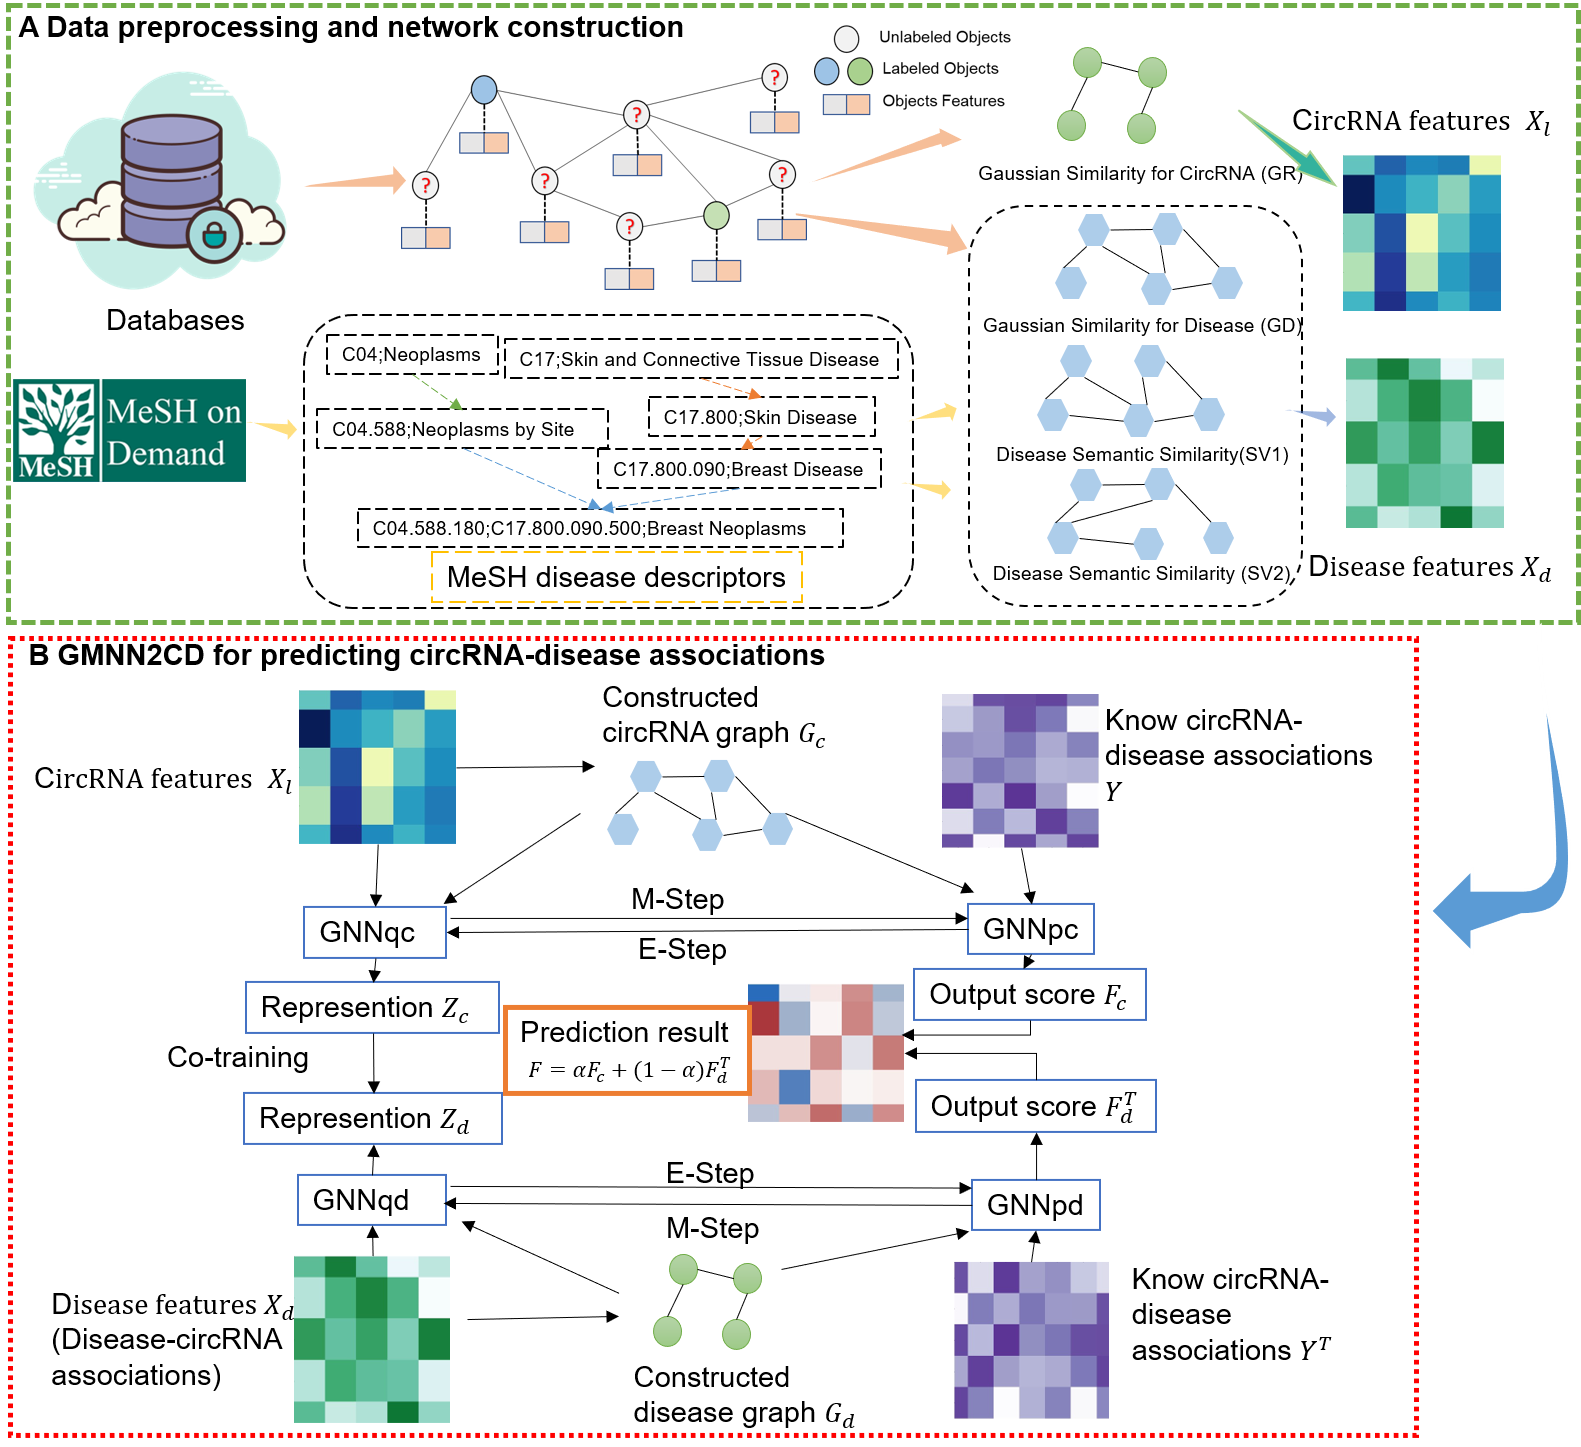 A Data preprocessing and network construction
Unlabeled Objects
Labeled Objects
Objects Features
?
?
?
?
?
?
Databases
Gaussian Similarity for CircRNA (GR)
CircRNA features X_l
Gaussian Similarity for Disease (GD)
Disease Semantic Similarity(SV1)
Disease Semantic Similarity (SV2)
Disease features X_d
MeSH
MeSH on
Demand
C04;Neoplasms
C17;Skin and Connective Tissue Disease
C04.588;Neoplasms by Site
C17.800;Skin Disease
C17.800.090;Breast Disease
C04.588.180;C17.800.090.500;Breast Neoplasms
MeSH disease descriptors
B GMNN2CD for predicting circRNA-disease associations
CircRNA features X_l
Constructed
circRNA graph G_c
Know circRNA-
disease associations
Y
GNNqc
M-Step
E-Step
GNNpc
Represention Z_c
Output score F_c
Co-training
Prediction result
F = αF_c + (1 − α)F_d^T
Represention Z_d
Output score F_d^T
GNNqd
E-Step
M-Step
GNNpd
Disease features X_d
(Disease-circRNA
associations)
Constructed
disease graph G_d
Know circRNA-
disease
associations Y^T